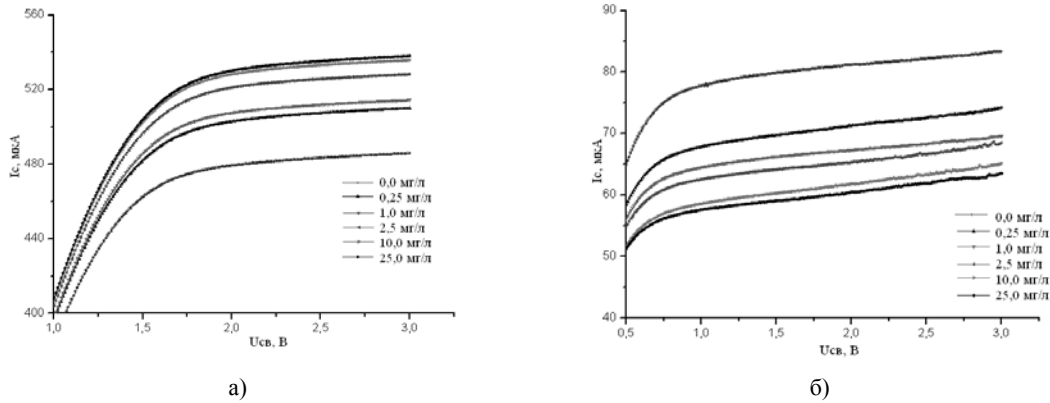 560
520
480
440
400
Ic, мкА
0,0 мг/л
0,25 мг/л
1,0 мг/л
2,5 мг/л
10,0 мг/л
25,0 мг/л
1,0 1,5 2,0 2,5 3,0
Uсв, В
а)
90
80
70
60
50
40
Ic, мкА
0,0 мг/л
0,25 мг/л
1,0 мг/л
2,5 мг/л
10,0 мг/л
25,0 мг/л
0,5 1,0 1,5 2,0 2,5 3,0
Uсв, В
б)